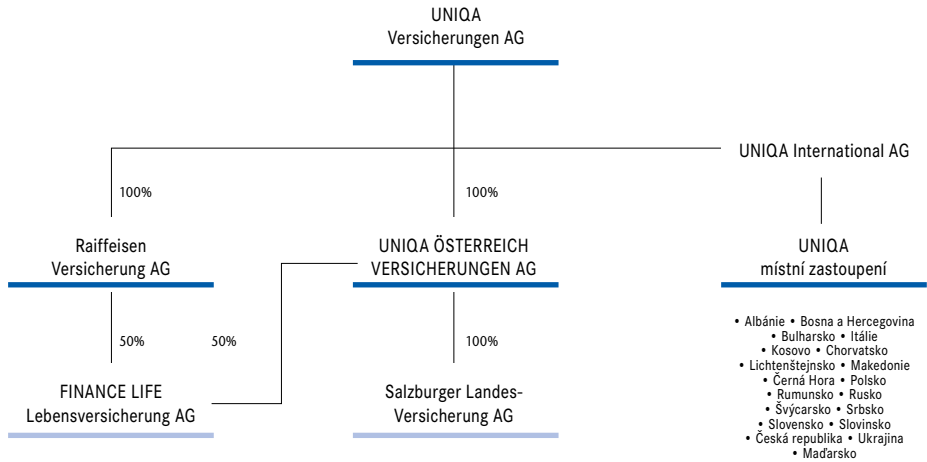 UNIQA
Versicherungen AG
UNIQA International AG
100%
100%
Raiffeisen
Versicherung AG
UNIQA ÖSTERREICH
VERSICHERUNGEN AG
UNIQA
místní zastoupení
50%
50%
100%
FINANCE LIFE
Lebensversicherung AG
Salzburger Landes-
Versicherung AG
• Albánie • Bosna a Hercegovina
• Bulharsko • Itálie
• Kosovo • Chorvatsko
• Lichtenštejnsko • Makedonie
• Černá Hora • Polsko
• Rumunsko • Rusko
• Švýcarsko • Srbsko
• Slovensko • Slovinsko
• Česká republika • Ukrajina
• Maďarsko